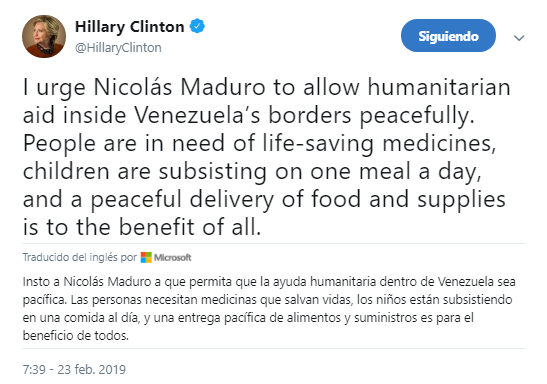 Hillary Clinton
@HillaryClinton
Siguiendo
I urge Nicolás Maduro to allow humanitarian
aid inside Venezuela's borders peacefully.
People are in need of life-saving medicines,
children are subsisting on one meal a day,
and a peaceful delivery of food and supplies
is to the benefit of all.
Traducido del inglés por Microsoft
Insto a Nicolás Maduro a que permita que la ayuda humanitaria dentro de Venezuela sea
pacífica. Las personas necesitan medicinas que salvan vidas, los niños están subsistiendo
en una comida al día, y una entrega pacífica de alimentos y suministros es para el
beneficio de todos.
7:39 - 23 feb. 2019